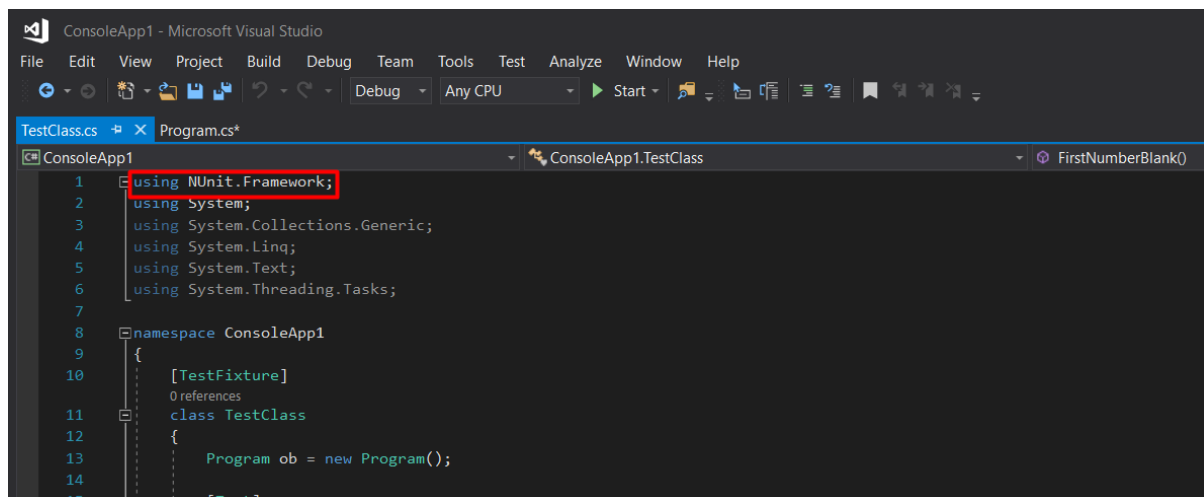 ConsoleApp1 - Microsoft Visual Studio
File Edit View Project Build Debug Team Tools Test Analyze Window Help
Debug Any CPU Start
TestClass.cs Program.cs*
C# ConsoleApp1 ConsoleApp1.TestClass FirstNumberBlank()
1 using NUnit.Framework;
2 using System;
3 using System.Collections.Generic;
4 using System.Linq;
5 using System.Text;
6 using System.Threading.Tasks;
7
8 namespace ConsoleApp1
9 {
10 [TestFixture]
0 references
11 class TestClass
12 {
13 Program ob = new Program();
14